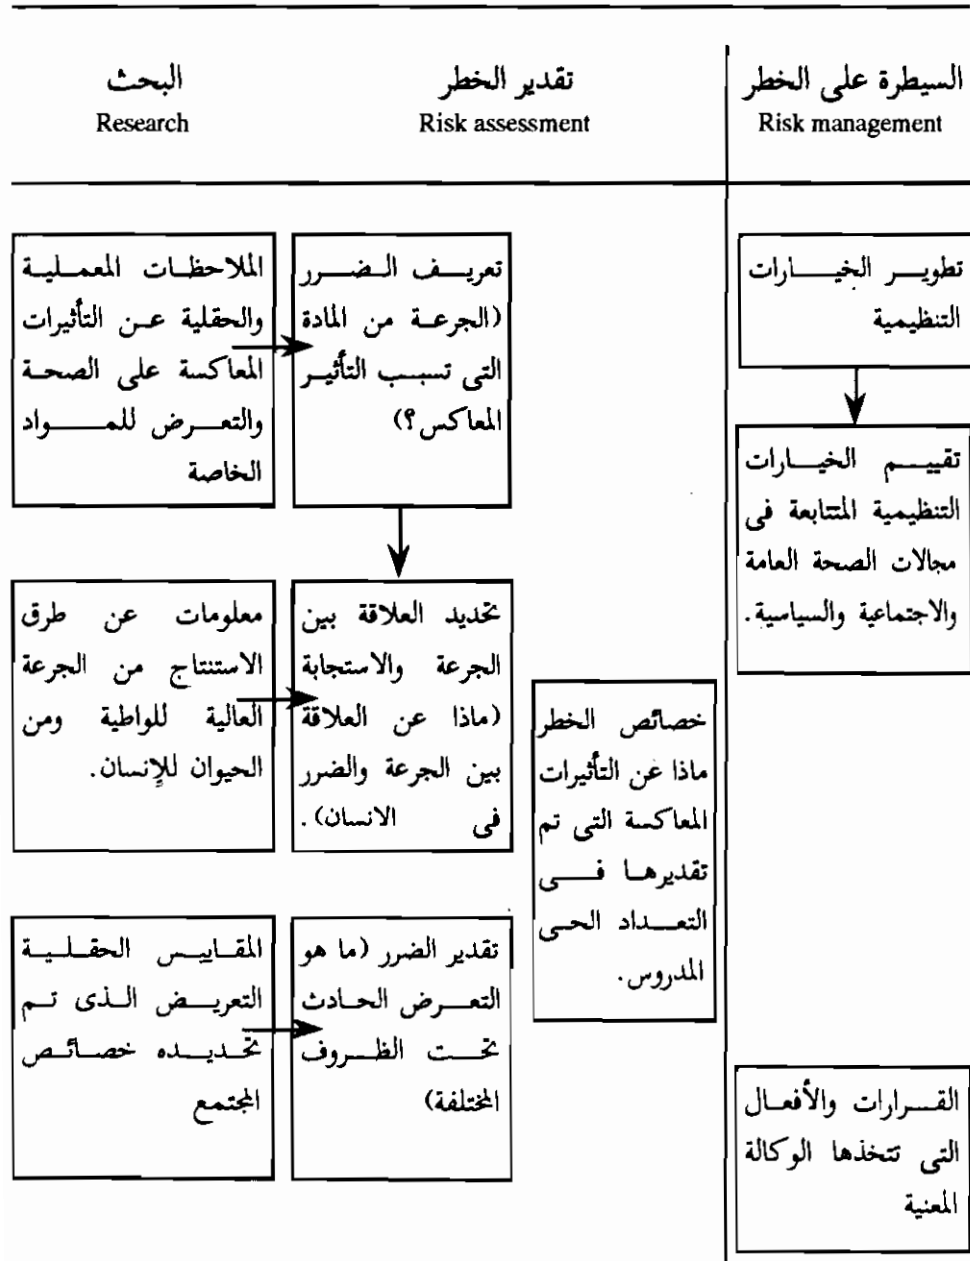 البحث
Research
تقدير الخطر
Risk assessment
السيطرة على الخطر
Risk management
الملاحظات المعملية
والحقلية عن التأثيرات
المعاكسة على الصحة
والتعرض للمواد
الخاصة
تعريف الضرر
(الجرعة من المادة
التى تسبب التأثير
المعاكس؟)
تطوير الخيارات
التنظيمية
تقييم الخيارات
التنظيمية المتتابعة فى
مجالات الصحة العامة
والاجتماعية والسياسية.
معلومات عن طرق
الاستنتاج من الجرعة
العالية للواطية ومن
الحيوان للإنسان.
تحديد العلاقة بين
الجرعة والاستجابة
(ماذا عن العلاقة
بين الجرعة والضرر
فى الانسان).
خصائص الخطر
ماذا عن التأثيرات
المعاكسة التى تم
تقديرها فى
التعداد الحى
المدروس.
المقاييس الحقلية
التعريض الذى تم
تحديده خصائص
المجتمع
تقدير الضرر (ما هو
التعرض الحادث
تحت الظروف
المختلفة)
القرارات والأفعال
التى تتخذها الوكالة
المعنية